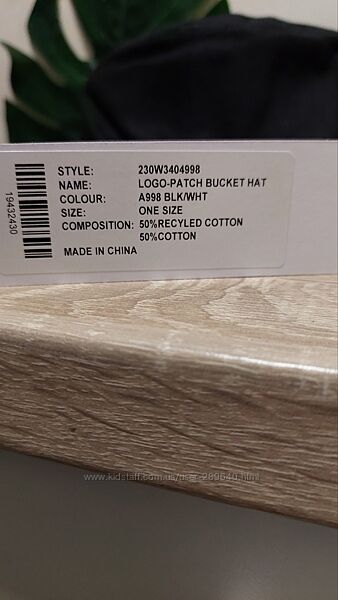 STYLE: 230W3404998
NAME: LOGO-PATCH BUCKET HAT
COLOUR: A998 BLK/WHT
SIZE: ONE SIZE
COMPOSITION: 50%RECYLED COTTON
50%COTTON
MADE IN CHINA
19432430
www.kidstaff.com.ua/user-289640.html